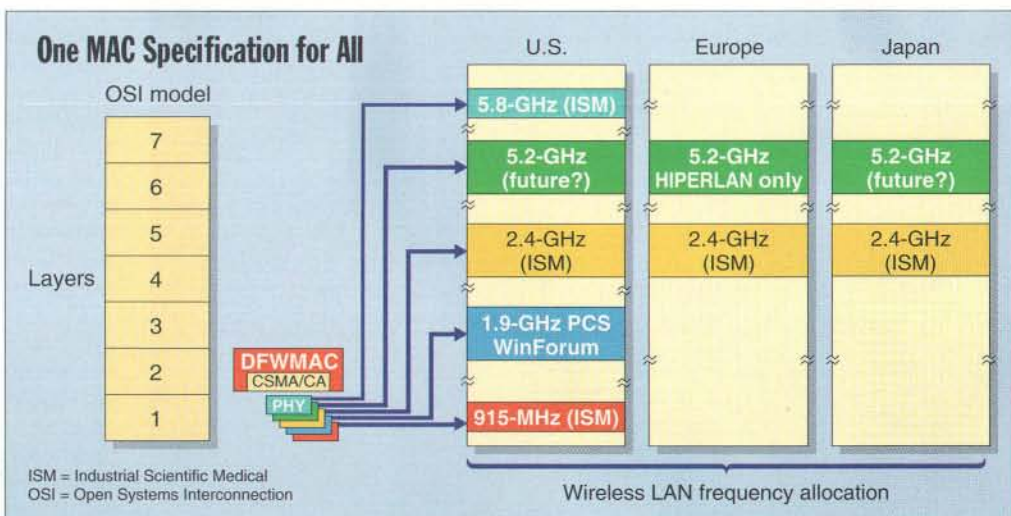 One MAC Specification for All
OSI model
Layers
7
6
5
4
3
2
1
DFWMAC
CSMA/CA
PHY
U.S.
Europe
Japan
5.8-GHz (ISM)
5.2-GHz
(future?)
5.2-GHz
HIPERLAN only
5.2-GHz
(future?)
2.4-GHz
(ISM)
2.4-GHz
(ISM)
2.4-GHz
(ISM)
1.9-GHz PCS
WinForum
915-MHz (ISM)
ISM = Industrial Scientific Medical
OSI = Open Systems Interconnection
Wireless LAN frequency allocation